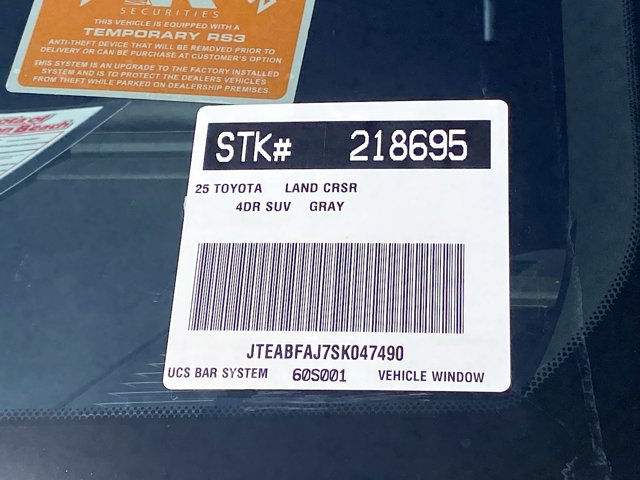 SECURITIES
THIS VEHICLE IS EQUIPPED WITH A
TEMPORARY RS3
ANTI-THEFT DEVICE THAT WILL BE REMOVED PRIOR TO
DELIVERY OR CAN BE PURCHASE AT CUSTOMER'S OPTION
THIS SYSTEM IS AN UPGRADE TO THE FACTORY INSTALLED
SYSTEM AND IS TO PROTECT THE DEALERS VEHICLES
FROM THEFT WHILE PARKED ON DEALERSHIP PREMISES
Beach
STK# 218695
25 TOYOTA LAND CRSR
4DR SUV GRAY
JTEABFAJ7SK047490
UCS BAR SYSTEM 60S001 VEHICLE WINDOW